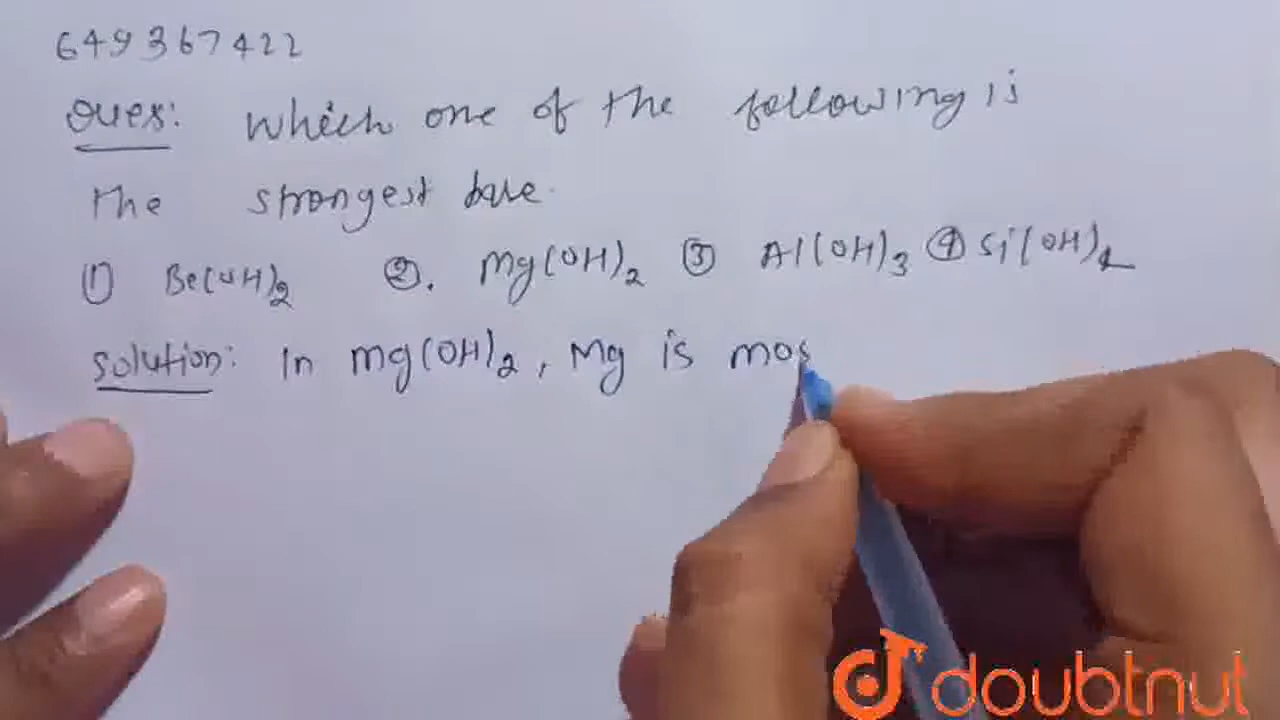 649367422
Ques: Which one of the following is
the strongest base.
① Be(OH)2 ②. Mg(OH)2 ③ Al(OH)3 ④ Si(OH)4
Solution: In Mg(OH)2, Mg is mos
doubtnut